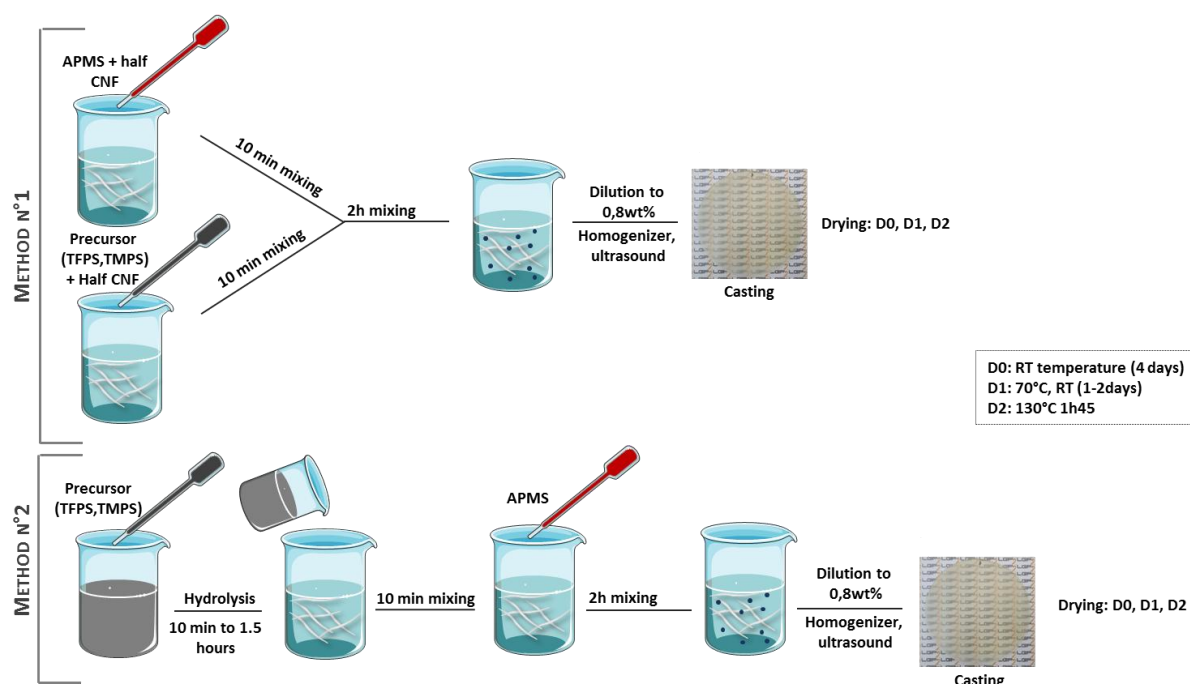 METHOD N°1
APMS + half
CNF
10 min mixing
Precursor
(TFPS,TMPS)
+ Half CNF
10 min mixing
2h mixing
Dilution to
0,8wt%
Homogenizer,
ultrasound
Casting
Drying: D0, D1, D2
D0: RT temperature (4 days)
D1: 70°C, RT (1-2days)
D2: 130°C 1h45
METHOD N°2
Precursor
(TFPS,TMPS)
Hydrolysis
10 min to 1.5
hours
10 min mixing
APMS
2h mixing
Dilution to
0,8wt%
Homogenizer,
ultrasound
Casting
Drying: D0, D1, D2